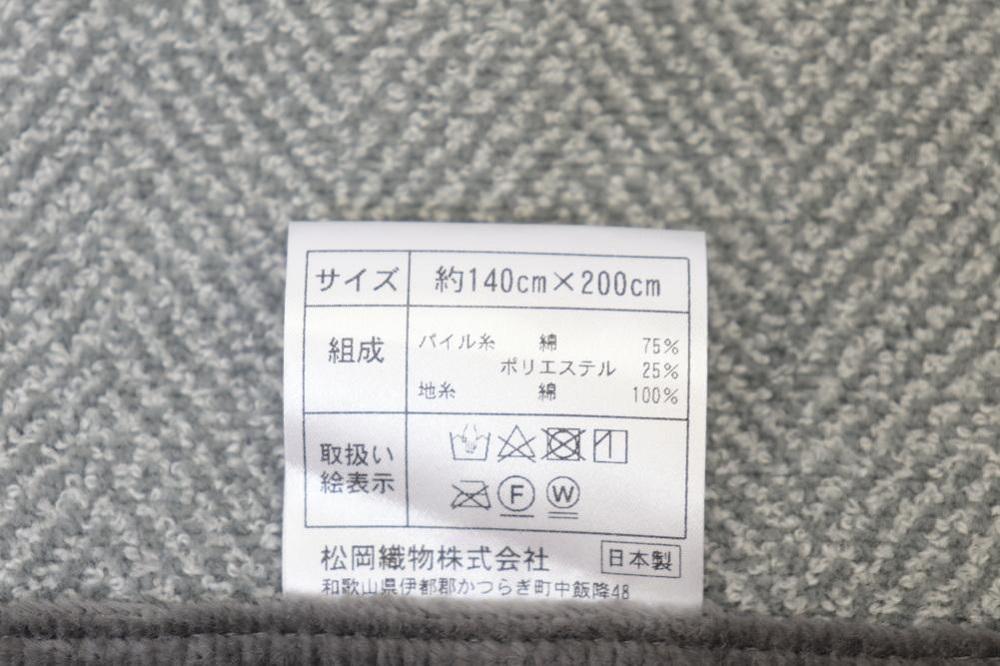 サイズ 約140cm×200cm
組成 パイル糸 綿 75%
ポリエステル 25%
地糸 綿 100%
取扱い
絵表示
F W
松岡織物株式会社 日本製
和歌山県伊都郡かつらぎ町中飯降48